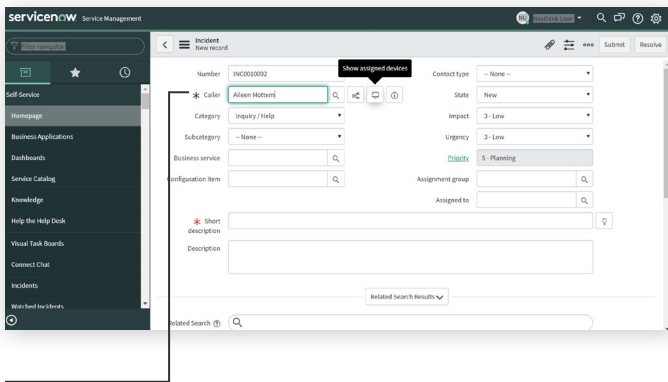 servicenow Service Management
Nexthink User
Filter navigator
Incident
New record
Submit
Resolve
Self-Service
Homepage
Business Applications
Dashboards
Service Catalog
Knowledge
Help the Help Desk
Visual Task Boards
Connect Chat
Incidents
Watched Incidents
Number INC0010092
Show assigned devices
Caller Aileen Mottern
Category Inquiry / Help
Subcategory -- None --
Business service
Configuration item
Contact type -- None --
State New
Impact 3 - Low
Urgency 3 - Low
Priority 5 - Planning
Assignment group
Assigned to
Short
description
Description
Related Search Results
Related Search